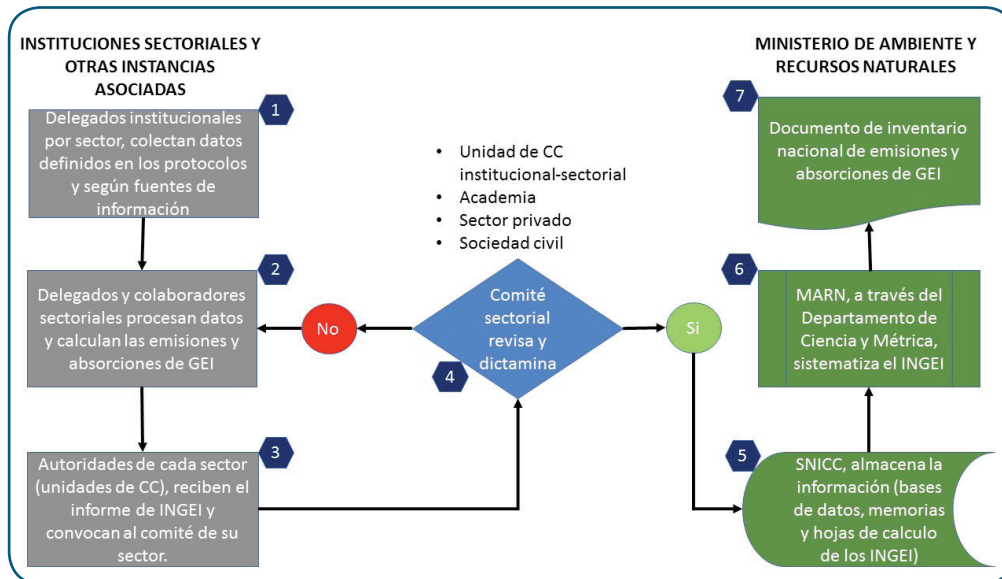 INSTITUCIONES SECTORIALES Y
OTRAS INSTANCIAS
ASOCIADAS
1
Delegados institucionales
por sector, colectan datos
definidos en los protocolos
y según fuentes de
información
2
Delegados y colaboradores
sectoriales procesan datos
y calculan las emisiones y
absorciones de GEI
3
Autoridades de cada sector
(unidades de CC), reciben el
informe de INGEI y
convocan al comité de su
sector.
• Unidad de CC
institucional-sectorial
• Academia
• Sector privado
• Sociedad civil
No
Comité
sectorial
revisa y
dictamina
4
Si
MINISTERIO DE AMBIENTE Y
RECURSOS NATURALES
7
Documento de inventario
nacional de emisiones y
absorciones de GEI
6
MARN, a través del
Departamento de
Ciencia y Métrica,
sistematiza el INGEI
5
SNICC, almacena la
información (bases
de datos, memorias
y hojas de calculo
de los INGEI)